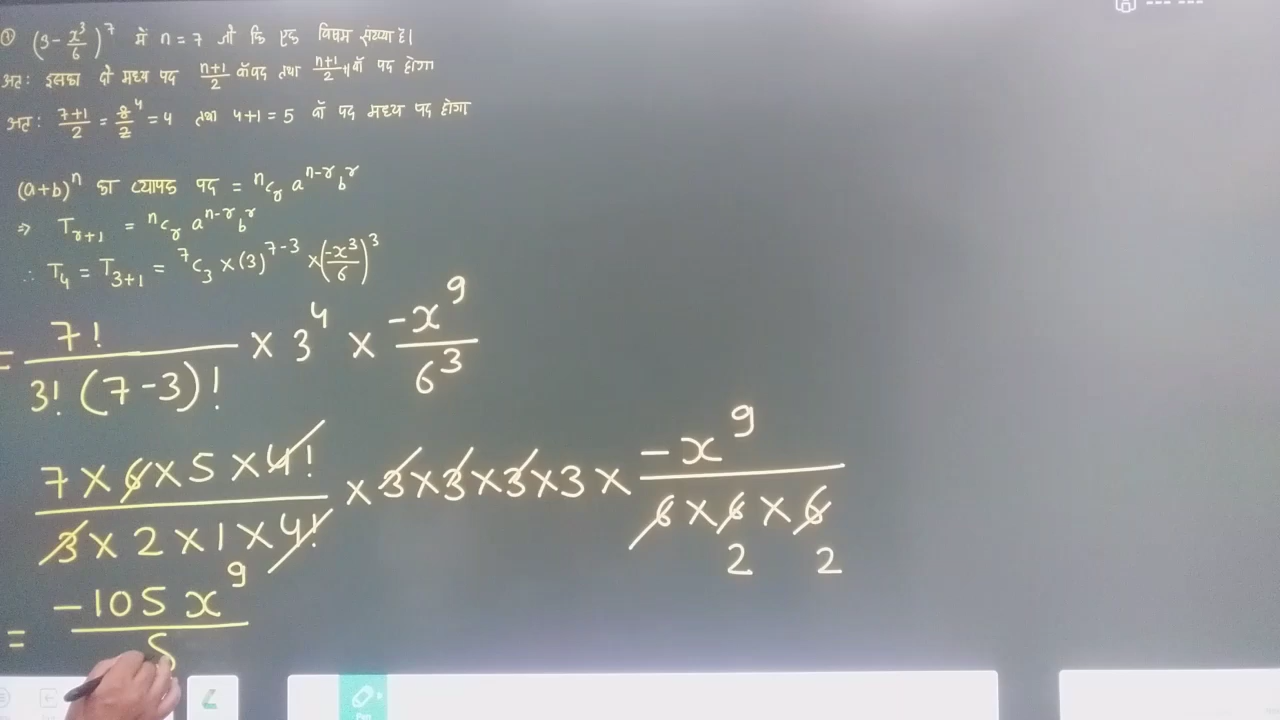 ① (3-x³/6)⁷ में n = 7 जो कि एक विषम संख्या है।
अत: इसका दो मध्य पद n+1/2 वाँ पद तथा n+1/2 +1 वाँ पद होगा
अत: 7+1/2 = 8/2 ⁴ = 4 तथा 4+1 = 5 वाँ पद मध्य पद होगा
(a+b)ⁿ का व्यापक पद = ⁿcᵣ aⁿ⁻ʳbʳ
⇒ Tᵣ₊₁ = ⁿcᵣ aⁿ⁻ʳbʳ
∴ T₄ = T₃₊₁ = ⁷c₃ × (3)⁷⁻³ × (-x³/6)³
= 7!/3!(7-3)! × 3⁴ × -x⁹/6³
7×6×5×4!/3×2×1×4! × 3×3×3×3 × -x⁹/6×6×6 2 2
= -105x⁹/
Pen